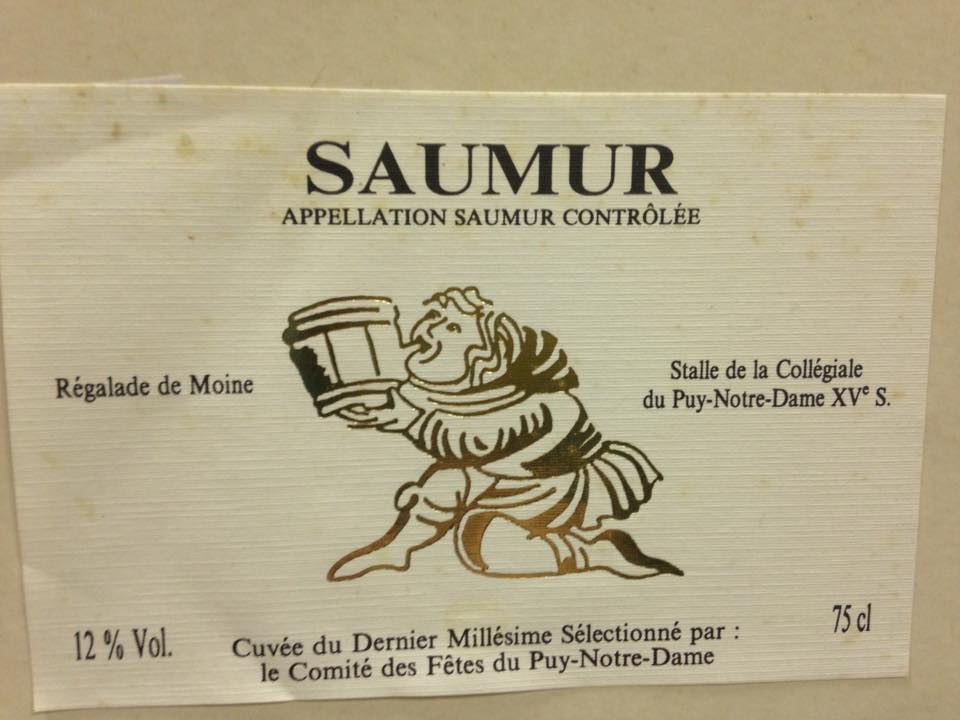 SAUMUR
APPELLATION SAUMUR CONTRÔLÉE
Régalade de Moine
Stalle de la Collégiale
du Puy-Notre-Dame XVe S.
12 % Vol.
Cuvée du Dernier Millésime Sélectionné par :
le Comité des Fêtes du Puy-Notre-Dame
75 cl